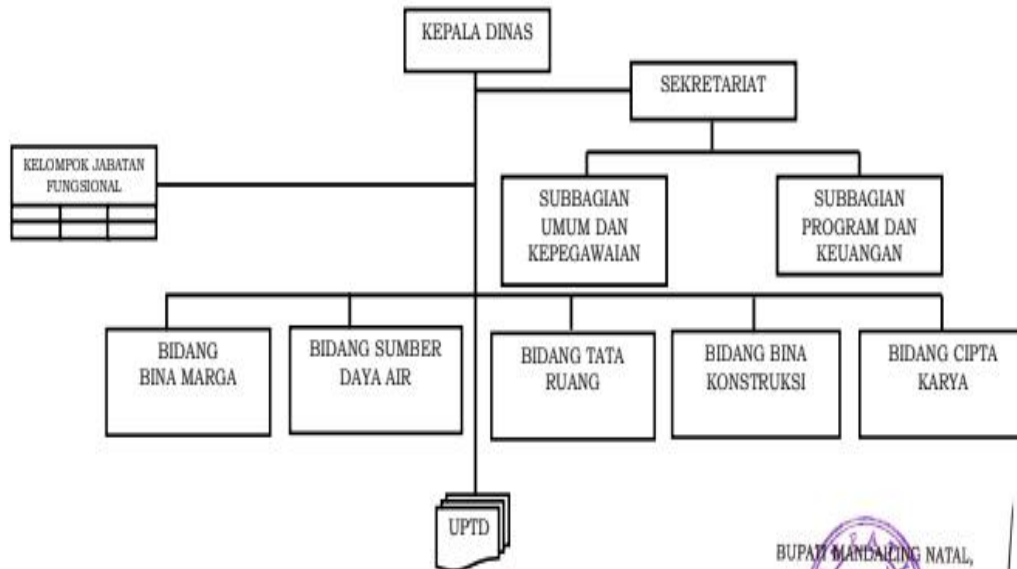 KEPALA DINAS
SEKRETARIAT
KELOMPOK JABATAN
FUNGSIONAL
SUBBAGIAN
UMUM DAN
KEPEGAWAIAN
SUBBAGIAN
PROGRAM DAN
KEUANGAN
BIDANG
BINA MARGA
BIDANG SUMBER
DAYA AIR
BIDANG TATA
RUANG
BIDANG BINA
KONSTRUKSI
BIDANG CIPTA
KARYA
UPTD
BUPATI MANDAILING NATAL,